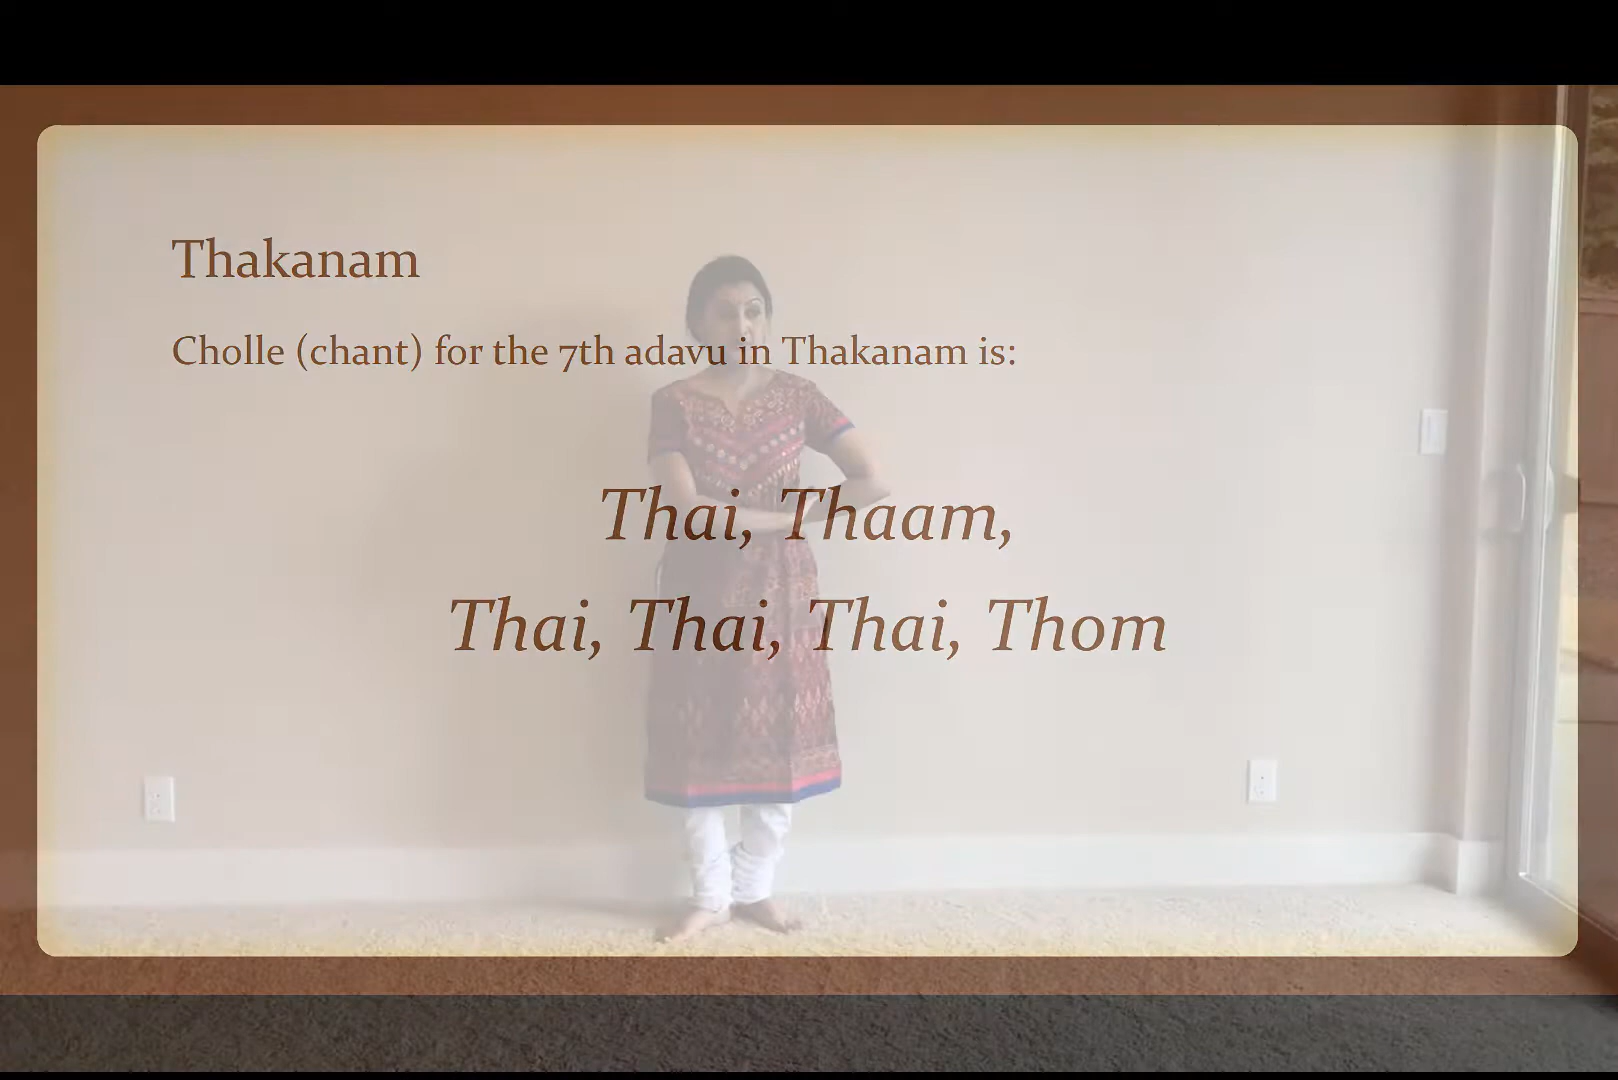 Thakanam
Cholle (chant) for the 7th adavu in Thakanam is:
Thai, Thaam,
Thai, Thai, Thai, Thom